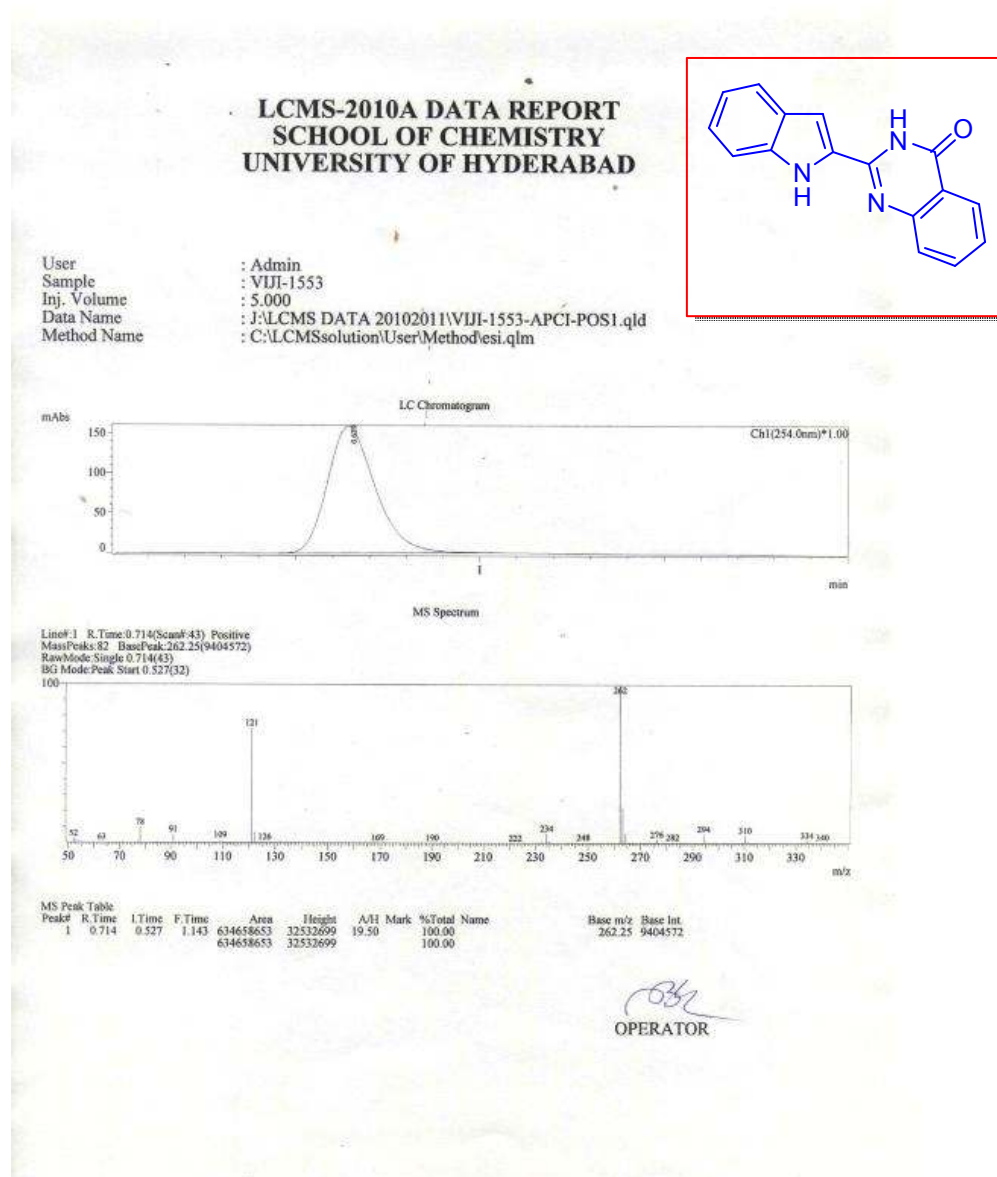 LCMS-2010A DATA REPORT
SCHOOL OF CHEMISTRY
UNIVERSITY OF HYDERABAD
H
N
O
N
H
N
User : Admin
Sample : VIJI-1553
Inj. Volume : 5.000
Data Name : J:\LCMS DATA 20102011\VIJI-1553-APCI-POS1.qld
Method Name : C:\LCMSsolution\User\Method\esi.qlm
LC Chromatogram
mAbs
Ch1(254.0nm)*1.00
150
100
50
0
1
min
MS Spectrum
Line#:1 R.Time:0.714(Scan#:43) Positive
MassPeaks:82 BasePeak:262.25(9404572)
RawMode:Single 0.714(43)
BG Mode:Peak Start 0.527(32)
100
262
121
52 63 78 91 109 126 169 190 222 234 248 276 282 294 310 334 340
50 70 90 110 130 150 170 190 210 230 250 270 290 310 330
m/z
MS Peak Table
Peak# R.Time I.Time F.Time Area Height A/H Mark %Total Name Base m/z Base Int.
1 0.714 0.527 1.143 634658653 32532699 19.50 100.00 262.25 9404572
634658653 32532699 100.00
OPERATOR